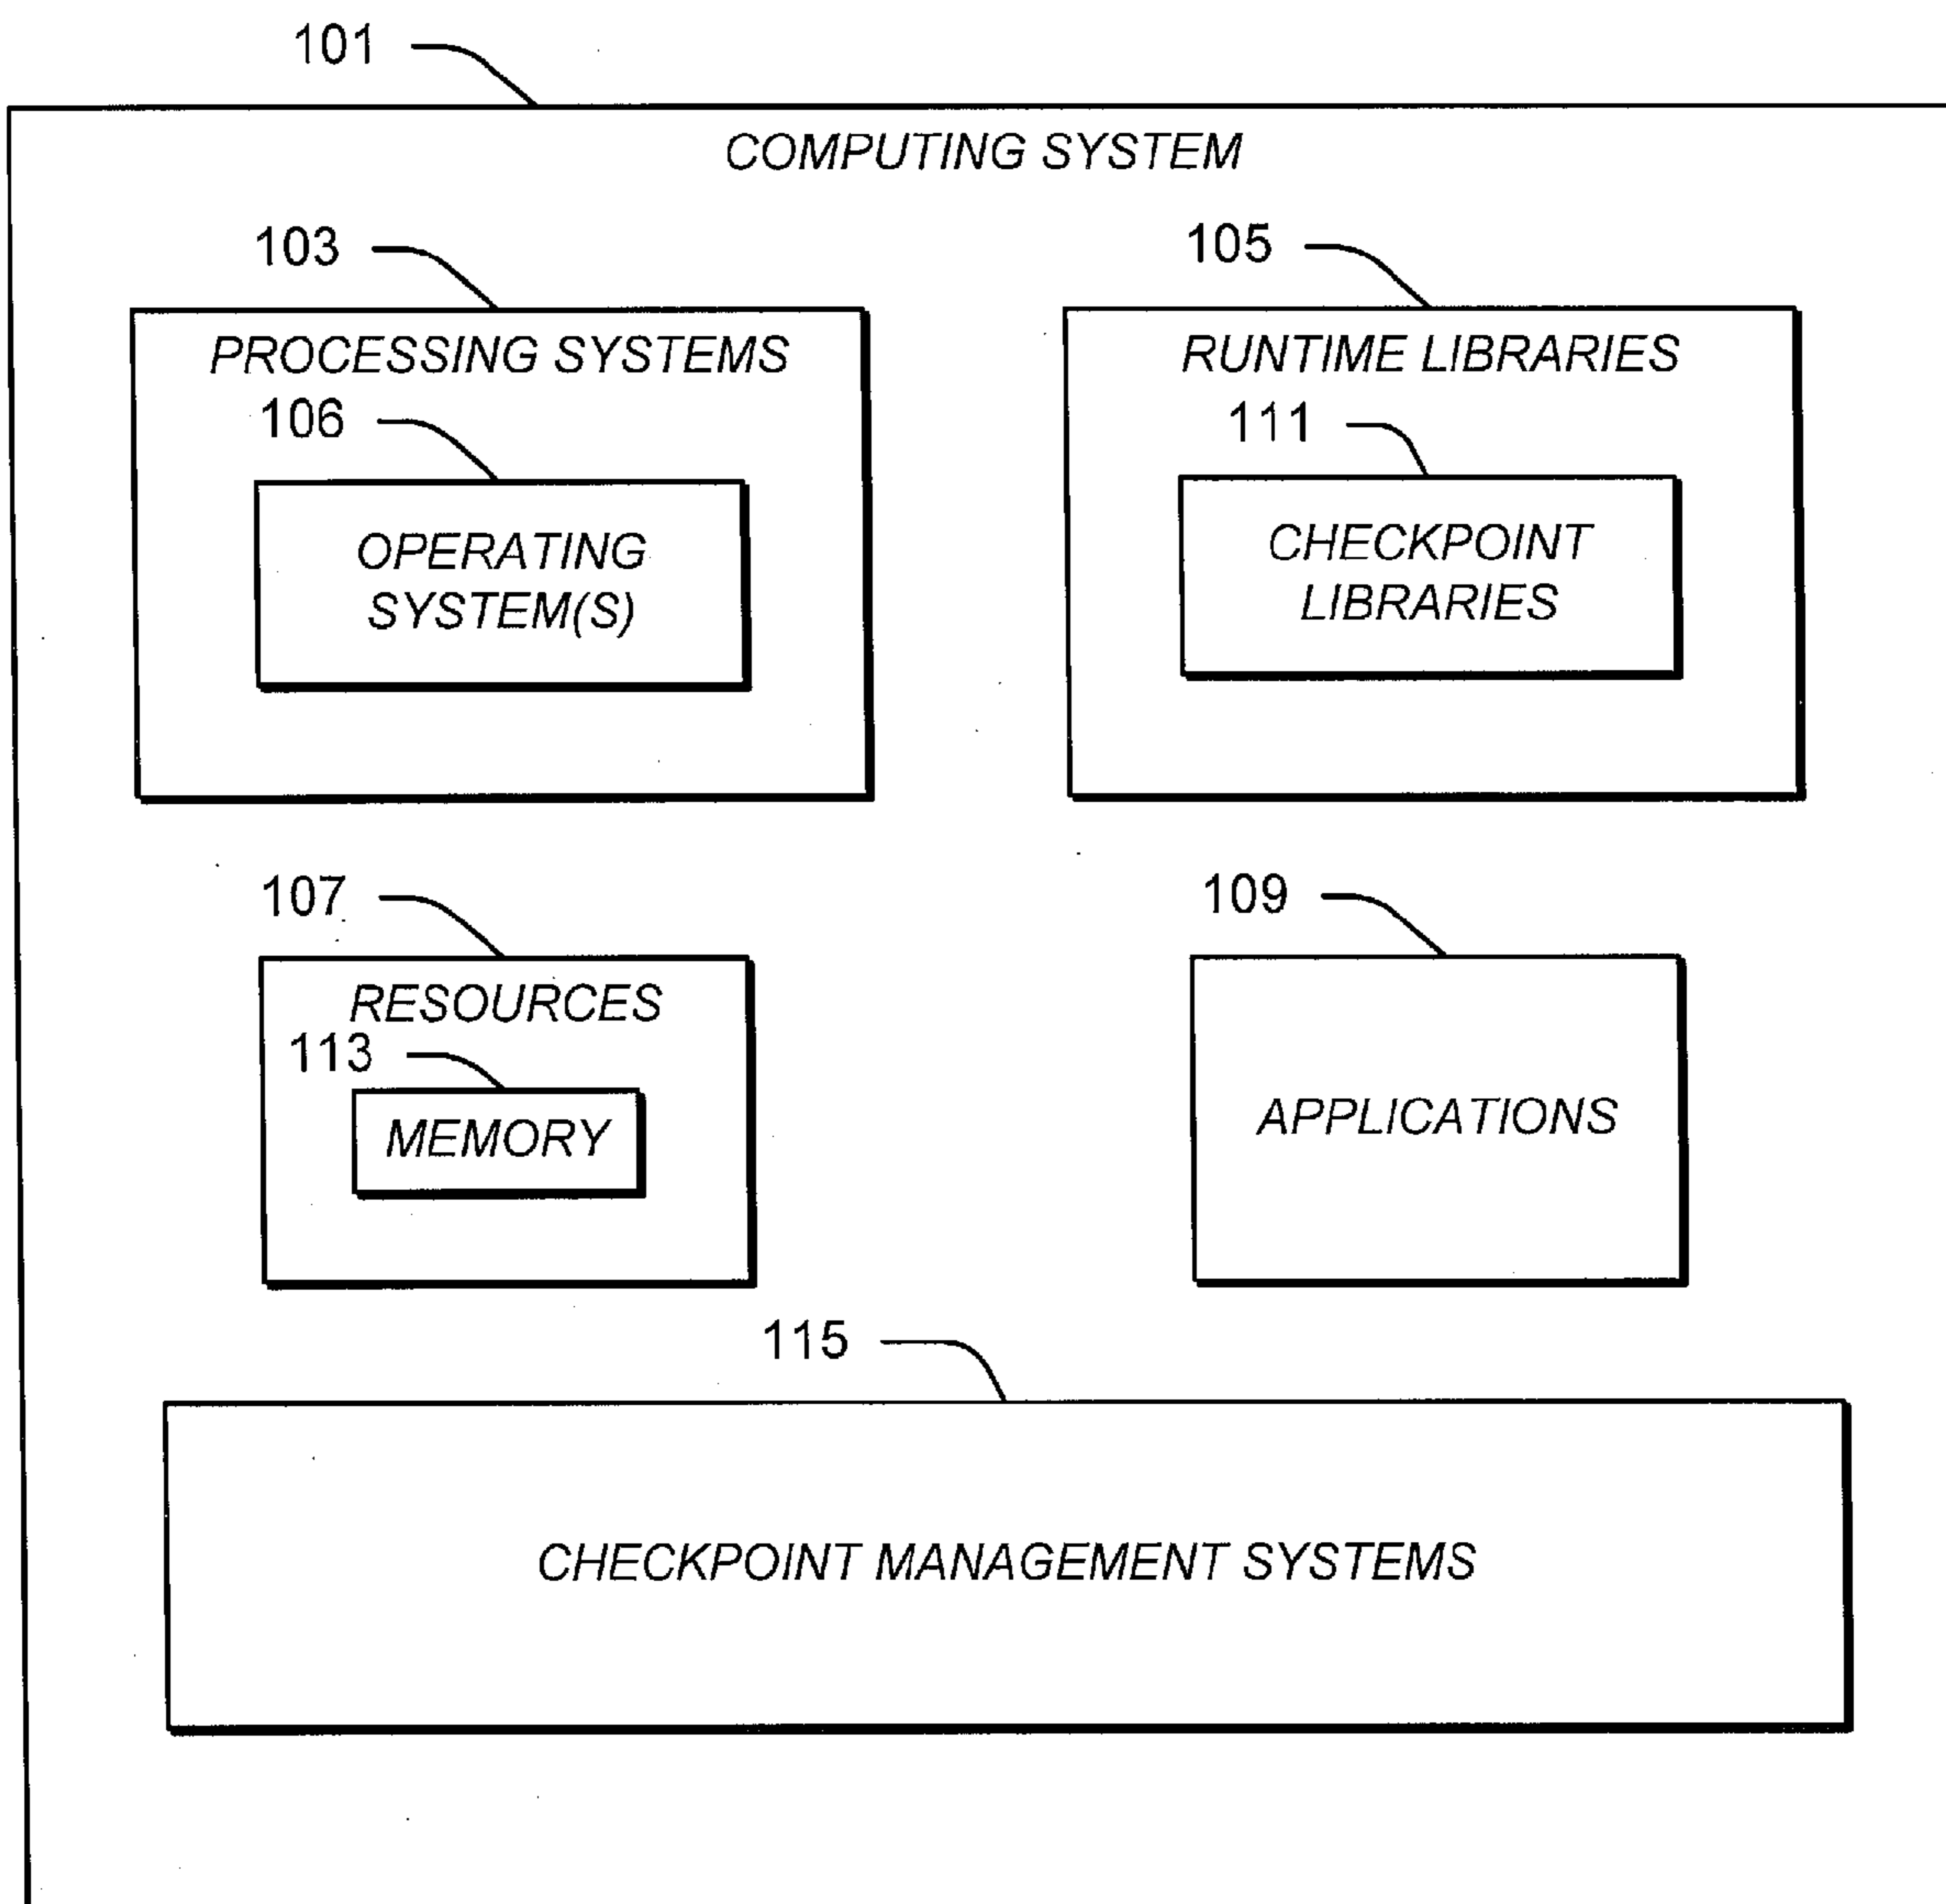 101
COMPUTING SYSTEM
103
PROCESSING SYSTEMS
106
OPERATING
SYSTEM(S)
105
RUNTIME LIBRARIES
111
CHECKPOINT
LIBRARIES
107
RESOURCES
113
MEMORY
109
APPLICATIONS
115
CHECKPOINT MANAGEMENT SYSTEMS